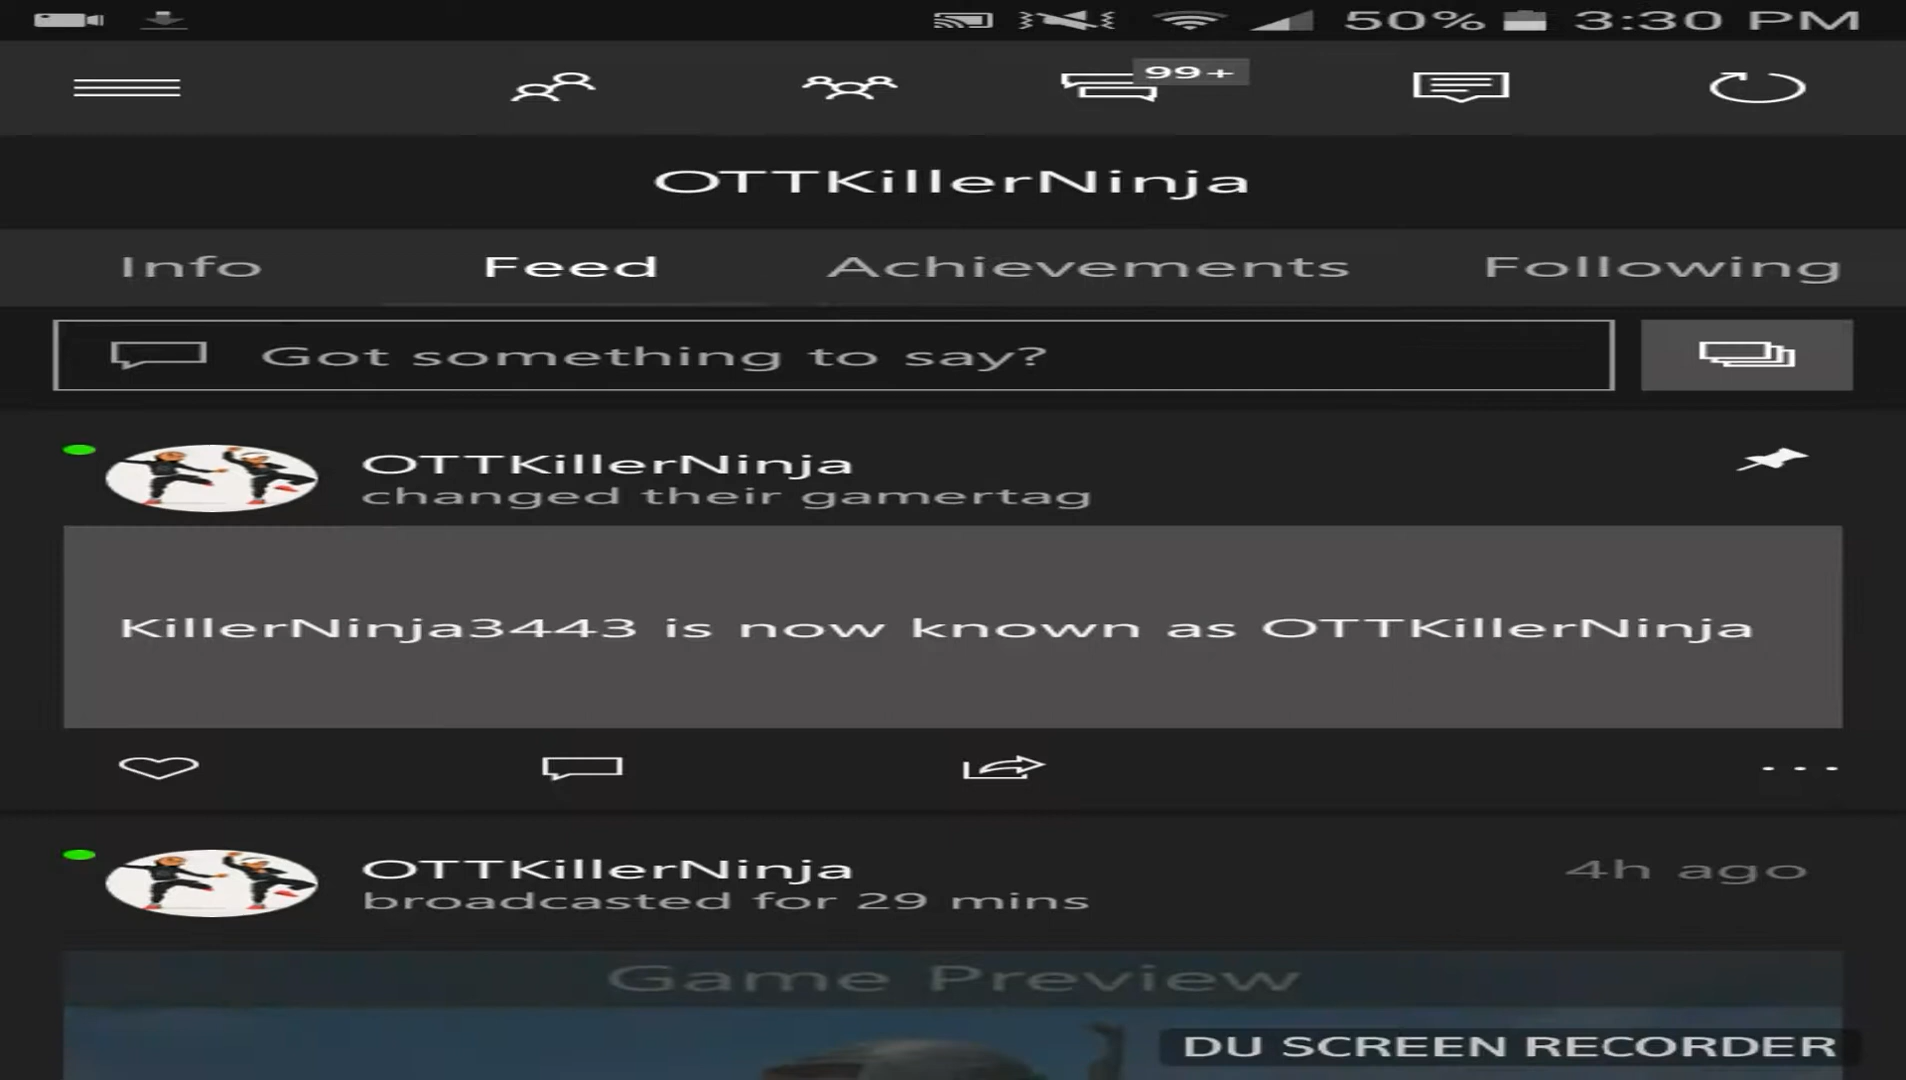 50% 3:30 PM
99+
OTTKillerNinja
Info Feed Achievements Following
Got something to say?
OTTKillerNinja
changed their gamertag
KillerNinja3443 is now known as OTTKillerNinja
OTTKillerNinja 4h ago
broadcasted for 29 mins
Game Preview
DU SCREEN RECORDER